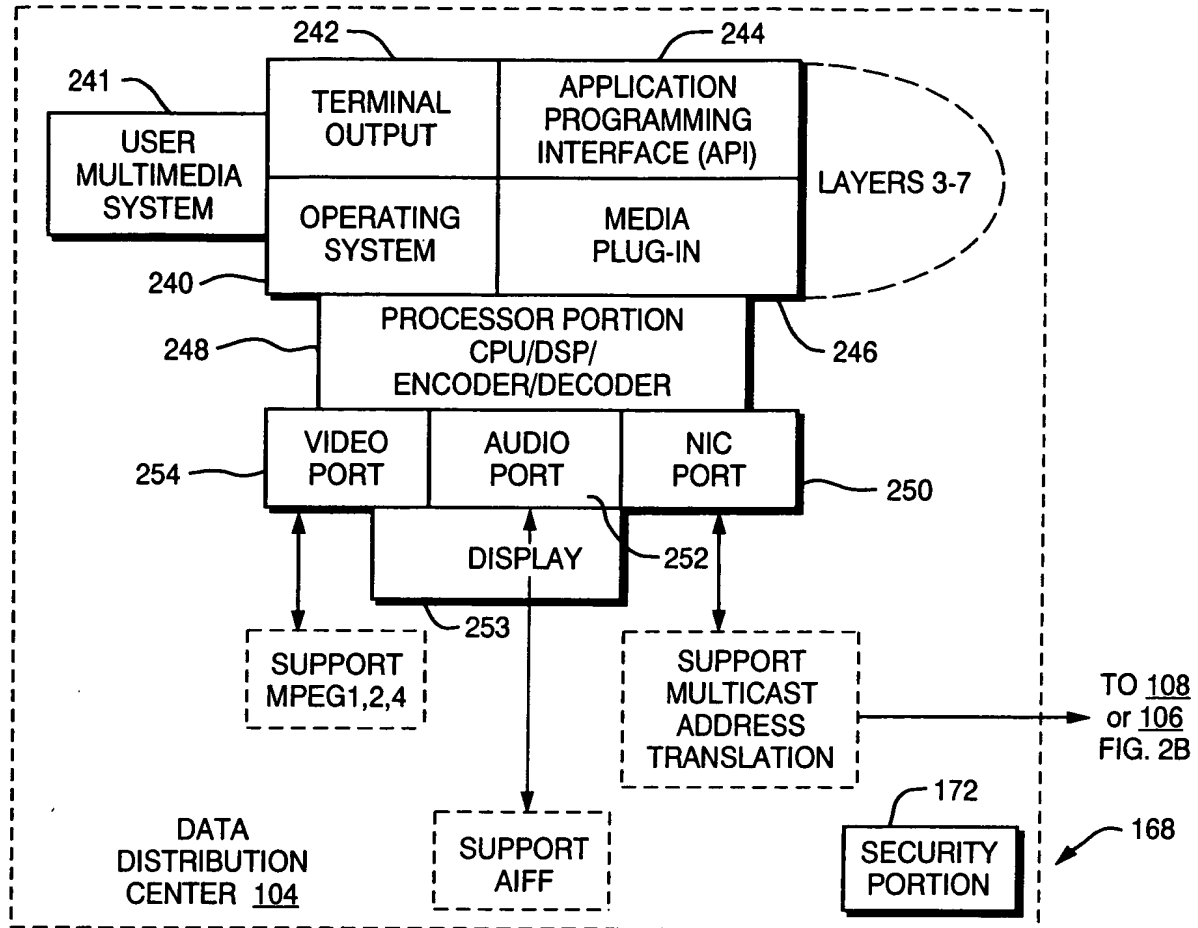 242
244
241
TERMINAL
OUTPUT
APPLICATION
PROGRAMMING
INTERFACE (API)
USER
MULTIMEDIA
SYSTEM
LAYERS 3-7
OPERATING
SYSTEM
MEDIA
PLUG-IN
240
248
PROCESSOR PORTION
CPU/DSP/
ENCODER/DECODER
246
254
VIDEO
PORT
AUDIO
PORT
NIC
PORT
250
DISPLAY
252
253
SUPPORT
MPEG1,2,4
SUPPORT
MULTICAST
ADDRESS
TRANSLATION
TO 108
or 106
FIG. 2B
172
168
DATA
DISTRIBUTION
CENTER 104
SUPPORT
AIFF
SECURITY
PORTION